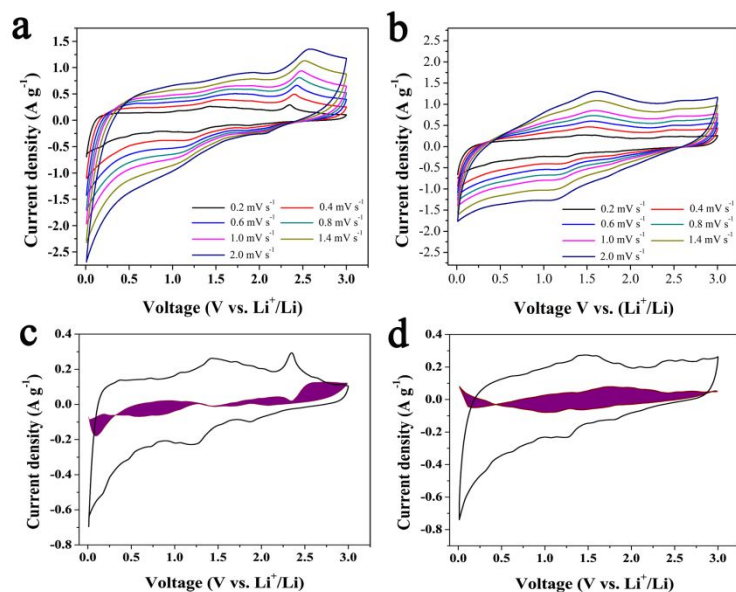 a
1.5
1.0
0.5
0.0
-0.5
-1.0
-1.5
-2.0
-2.5
Current density (A g⁻¹)
0.2 mV s⁻¹ 0.4 mV s⁻¹
0.6 mV s⁻¹ 0.8 mV s⁻¹
1.0 mV s⁻¹ 1.4 mV s⁻¹
2.0 mV s⁻¹
0.0 0.5 1.0 1.5 2.0 2.5 3.0
Voltage (V vs. Li⁺/Li)
b
2.5
2.0
1.5
1.0
0.5
0.0
-0.5
-1.0
-1.5
-2.0
-2.5
Current density (A g⁻¹)
0.2 mV s⁻¹ 0.4 mV s⁻¹
0.6 mV s⁻¹ 0.8 mV s⁻¹
1.0 mV s⁻¹ 1.4 mV s⁻¹
2.0 mV s⁻¹
0.0 0.5 1.0 1.5 2.0 2.5 3.0
Voltage V vs. (Li⁺/Li)
c
0.4
0.2
0.0
-0.2
-0.4
-0.6
-0.8
Current density (A g⁻¹)
0.0 0.5 1.0 1.5 2.0 2.5 3.0
Voltage (V vs. Li⁺/Li)
d
0.4
0.2
0.0
-0.2
-0.4
-0.6
-0.8
Current density (A g⁻¹)
0.0 0.5 1.0 1.5 2.0 2.5 3.0
Voltage (V vs. Li⁺/Li)